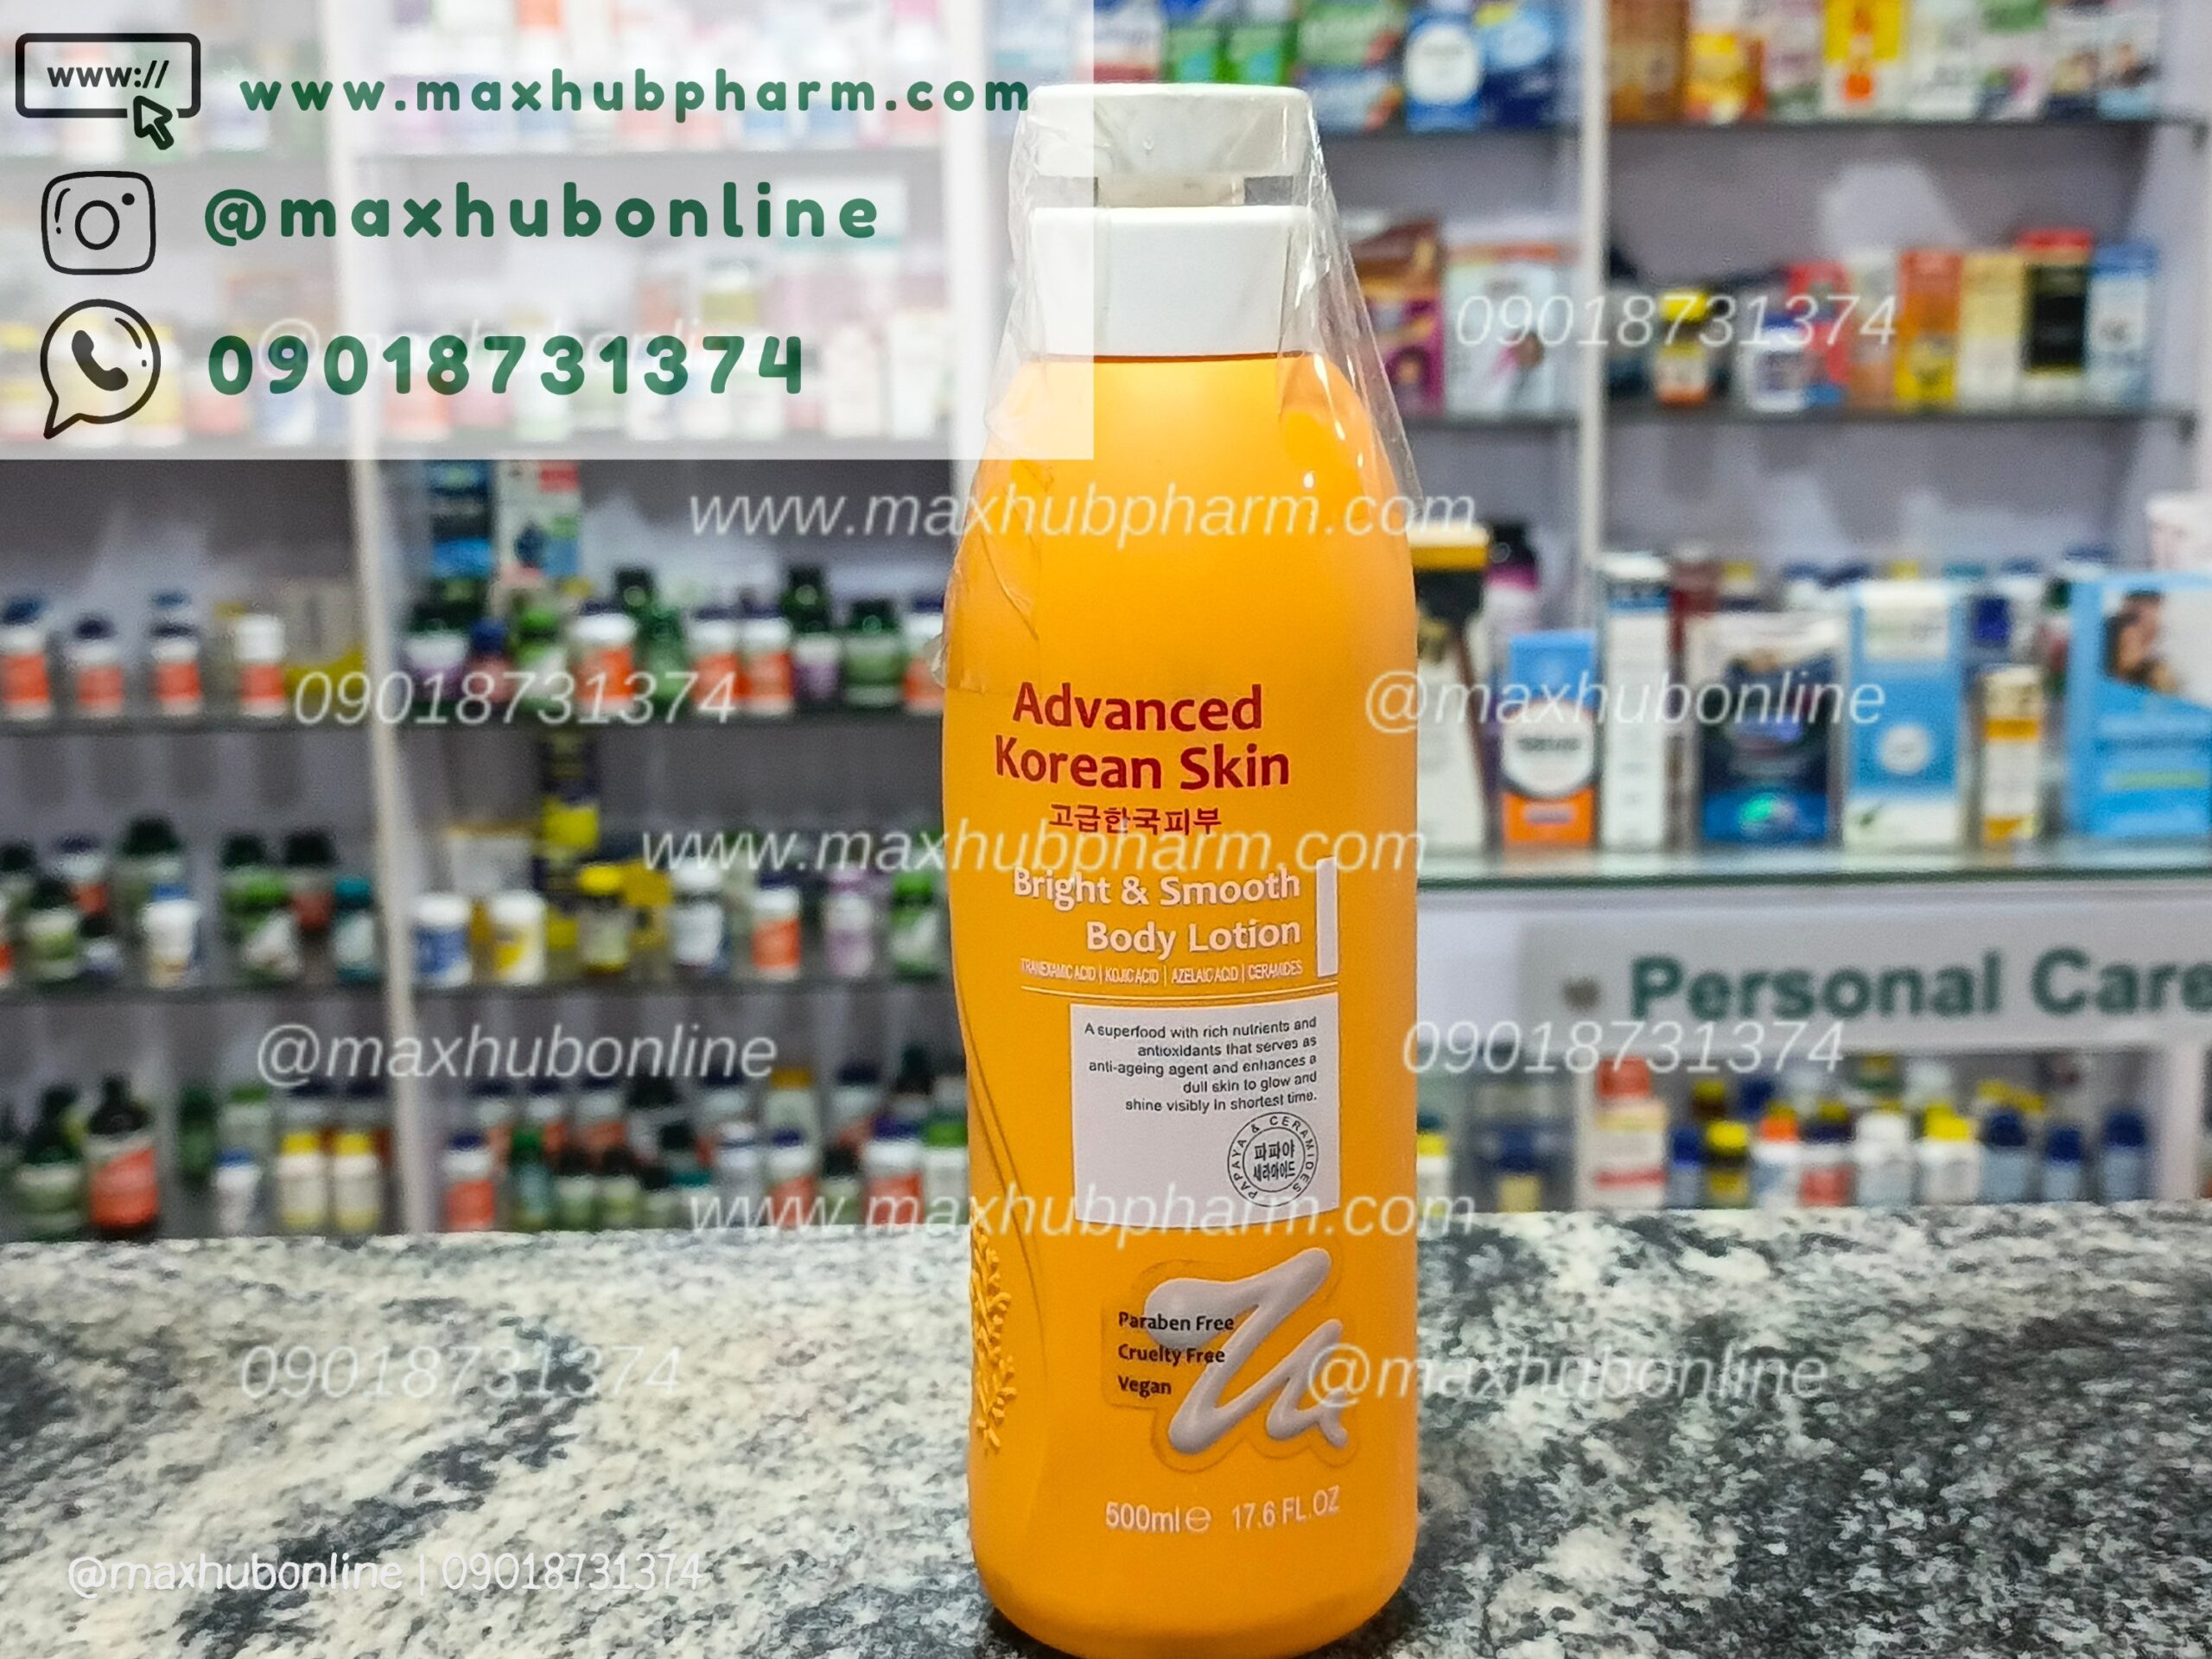 www://
www.maxhubpharm.com
@maxhubonline
09018731374
@maxhubonline
09018731374
www.maxhubpharm.com
09018731374
@maxhubonline
Advanced
Korean Skin
고급한국피부
www.maxhubpharm.com
Bright & Smooth
Body Lotion
TRANEXAMIC ACID | KOJIC ACID | AZELAIC ACID | CERAMIDES
Personal Care
A superfood with rich nutrients and
antioxidants that serves as
anti-ageing agent and enhances a
dull skin to glow and
shine visibly in shortest time.
@maxhubonline
09018731374
PAPAYA & CERAMIDES
파파야
세라마이드
www.maxhubpharm.com
Paraben Free
Cruelty Free
Vegan
09018731374
@maxhubonline
500ml e 17.6 FL.OZ
@maxhubonline | 09018731374